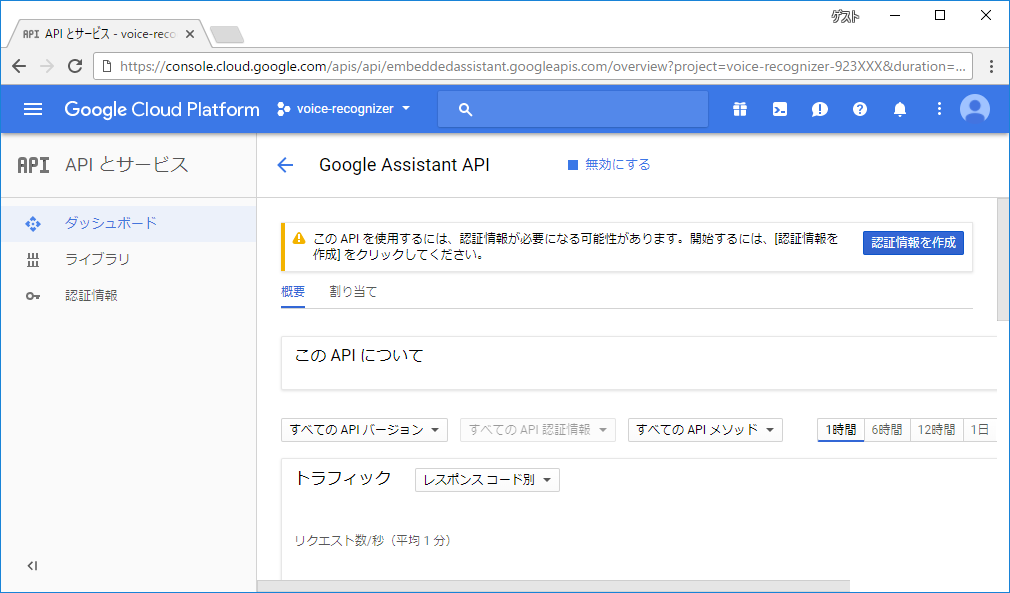 ゲスト
API API とサービス - voice-reco
https://console.cloud.google.com/apis/api/embeddedassistant.googleapis.com/overview?project=voice-recognizer-923XXX&duration=...
Google Cloud Platform voice-recognizer
API API とサービス
Google Assistant API 無効にする
ダッシュボード
ライブラリ
認証情報
この API を使用するには、認証情報が必要になる可能性があります。開始するには、[認証情報を
作成] をクリックしてください。
認証情報を作成
概要 割り当て
この API について
すべての API バージョン すべての API 認証情報 すべての API メソッド 1時間 6時間 12時間 1日
トラフィック レスポンス コード別
リクエスト数/秒（平均 1 分）